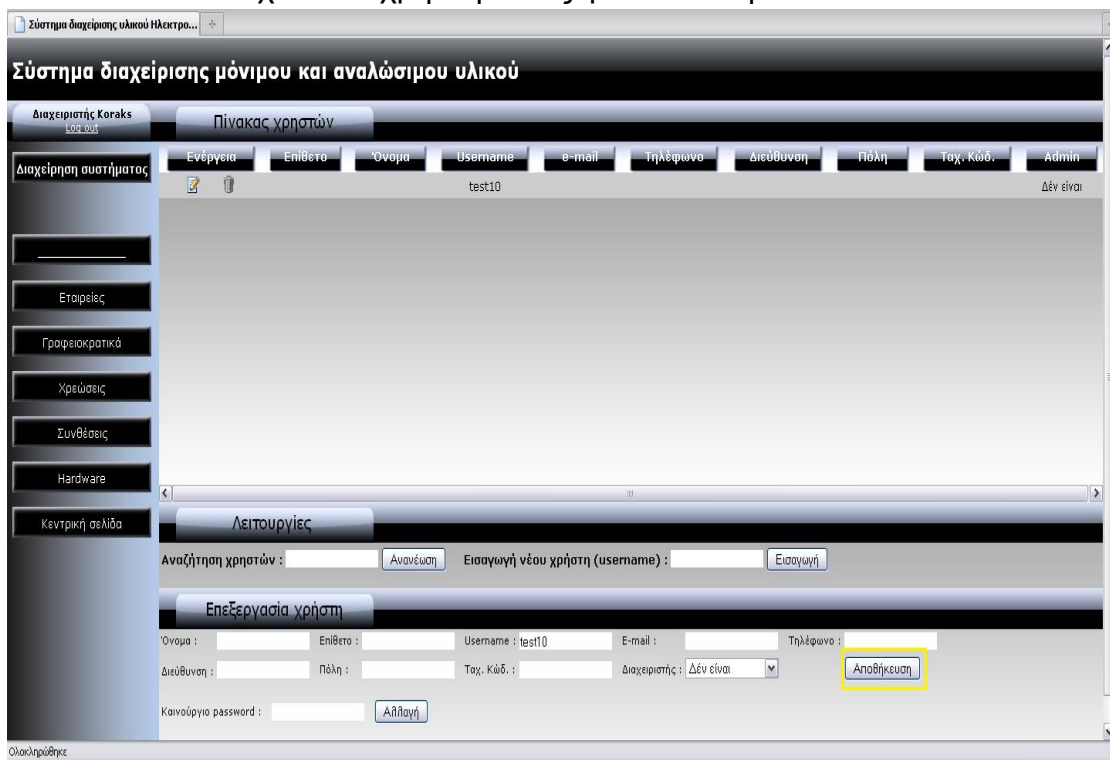 Σύστημα διαχείρισης υλικού Ηλεκτρο...
Σύστημα διαχείρισης μόνιμου και αναλώσιμου υλικού
Διαχειριστής Koraks
Log out
Πίνακας χρηστών
Διαχείρηση συστήματος
Ενέργεια Επίθετο Όνομα Username e-mail Τηλέφωνο Διεύθυνση Πόλη Ταχ. Κώδ. Admin
test10 Δέν είναι
Εταιρείες
Γραφειοκρατικά
Χρεώσεις
Συνθέσεις
Hardware
Κεντρική σελίδα
Λειτουργίες
Αναζήτηση χρηστών : Ανανέωση Εισαγωγή νέου χρήστη (username) : Εισαγωγή
Επεξεργασία χρήστη
Όνομα : Επίθετο : Username : test10 E-mail : Τηλέφωνο :
Διεύθυνση : Πόλη : Ταχ. Κώδ. : Διαχειριστής : Δέν είναι Αποθήκευση
Καινούργιο password : Αλλαγή
Ολοκληρώθηκε